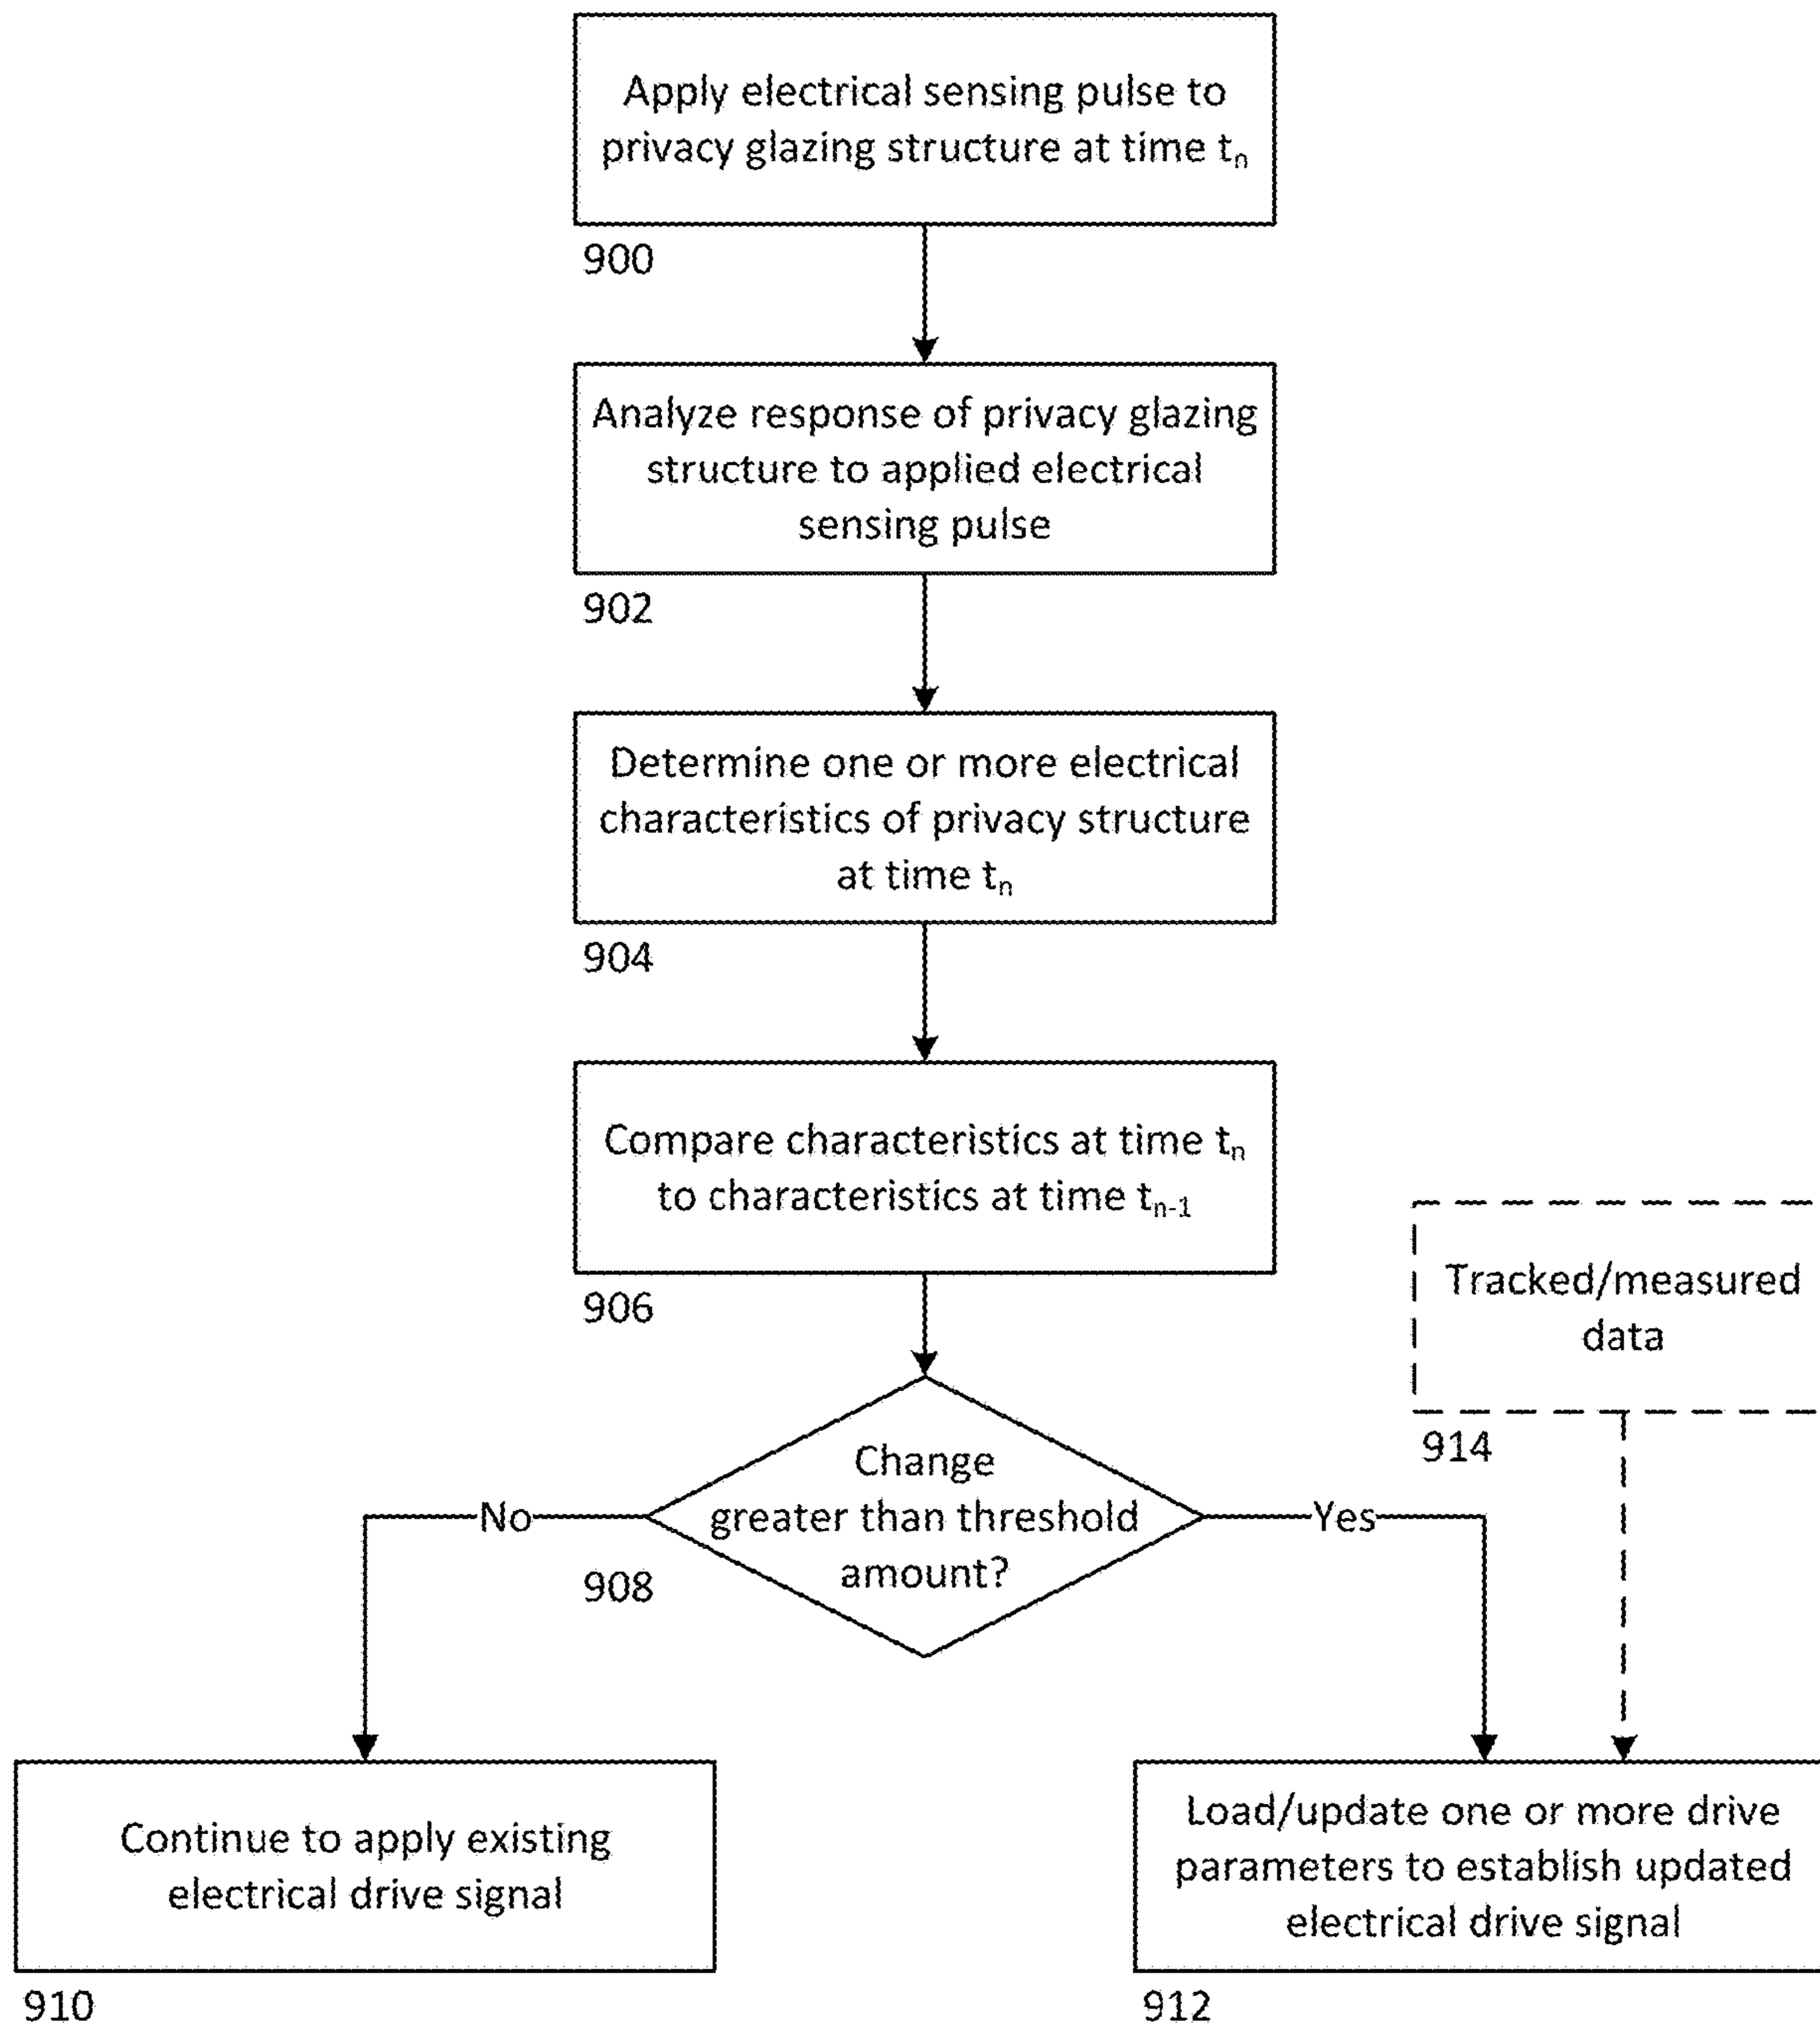 Apply electrical sensing pulse to
privacy glazing structure at time tₙ
900
Analyze response of privacy glazing
structure to applied electrical
sensing pulse
902
Determine one or more electrical
characteristics of privacy structure
at time tₙ
904
Compare characteristics at time tₙ
to characteristics at time tₙ₋₁
906
Tracked/measured
data
914
Change
greater than threshold
amount?
No
Yes
908
Continue to apply existing
electrical drive signal
910
Load/update one or more drive
parameters to establish updated
electrical drive signal
912